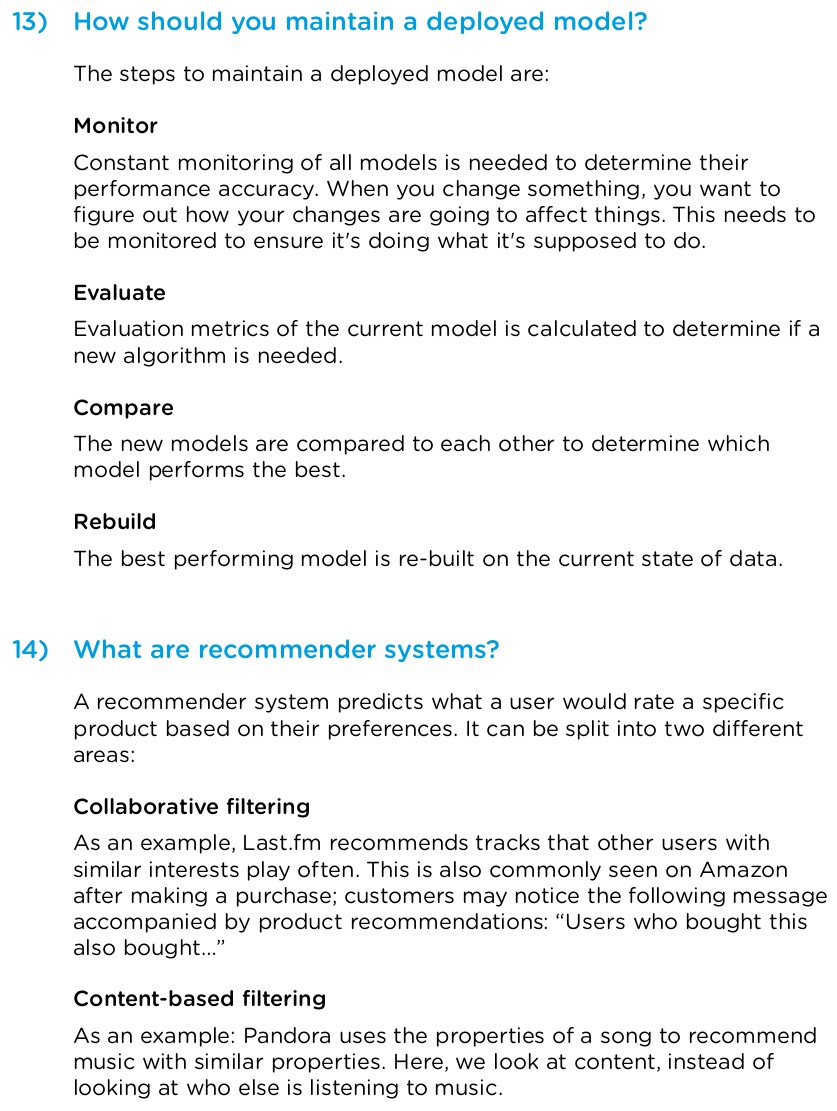 13) How should you maintain a deployed model?
The steps to maintain a deployed model are:
Monitor
Constant monitoring of all models is needed to determine their
performance accuracy. When you change something, you want to
figure out how your changes are going to affect things. This needs to
be monitored to ensure it's doing what it's supposed to do.
Evaluate
Evaluation metrics of the current model is calculated to determine if a
new algorithm is needed.
Compare
The new models are compared to each other to determine which
model performs the best.
Rebuild
The best performing model is re-built on the current state of data.
14) What are recommender systems?
A recommender system predicts what a user would rate a specific
product based on their preferences. It can be split into two different
areas:
Collaborative filtering
As an example, Last.fm recommends tracks that other users with
similar interests play often. This is also commonly seen on Amazon
after making a purchase; customers may notice the following message
accompanied by product recommendations: “Users who bought this
also bought…”
Content-based filtering
As an example: Pandora uses the properties of a song to recommend
music with similar properties. Here, we look at content, instead of
looking at who else is listening to music.